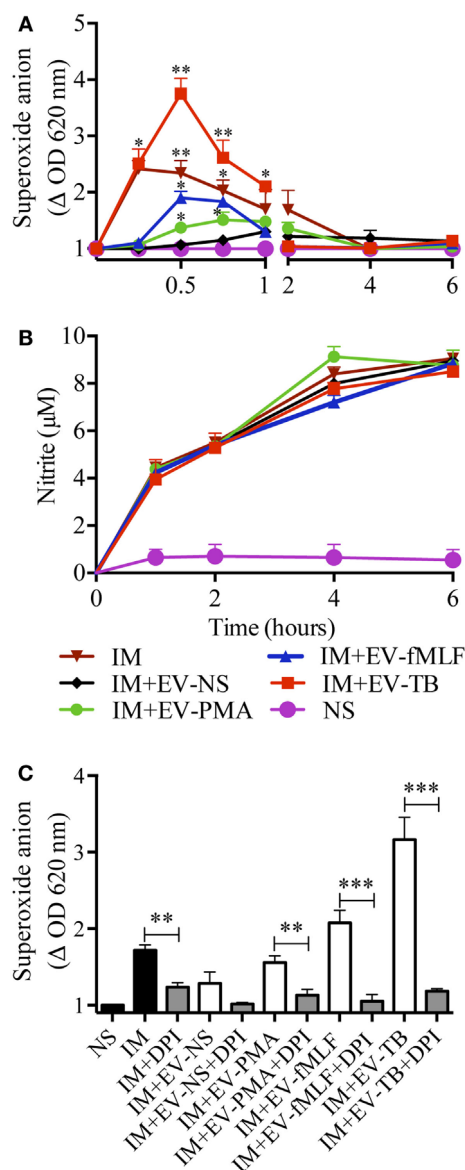 A
Superoxide anion
(Δ OD 620 nm)
5
4
3
2
1
*
**
**
*
*
*
**
*
*
*
0.5
1
2
4
6
B
Nitrite (µM)
10
8
6
4
2
0
0
2
4
6
Time (hours)
IM
IM+EV-fMLF
IM+EV-NS
IM+EV-TB
IM+EV-PMA
NS
C
Superoxide anion
(Δ OD 620 nm)
4
3
2
1
**
**
***
***
NS
IM
IM+DPI
IM+EV-NS
IM+EV-NS+DPI
IM+EV-PMA
IM+EV-PMA+DPI
IM+EV-fMLF
IM+EV-fMLF+DPI
IM+EV-TB
IM+EV-TB+DPI